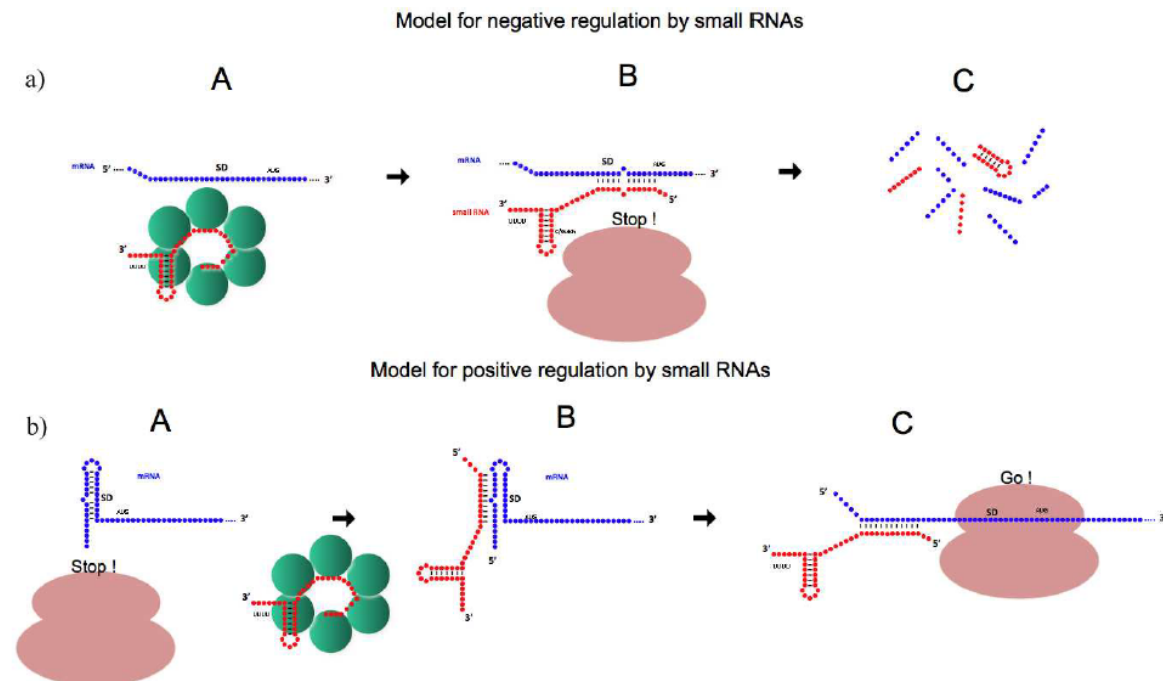 Model for negative regulation by small RNAs
a)
A
B
C
mRNA 5' SD AUG 3'
3'
UUUU
mRNA SD AUG 3'
3' 5'
small RNA
UUUU
Stop !
Model for positive regulation by small RNAs
b)
A
B
C
mRNA
SD
AUG
3'
Stop !
3'
UUUU
5'
mRNA
SD
AUG
3'
5'
3'
Go !
5'
SD AUG 3'
3' 5'
UUUU